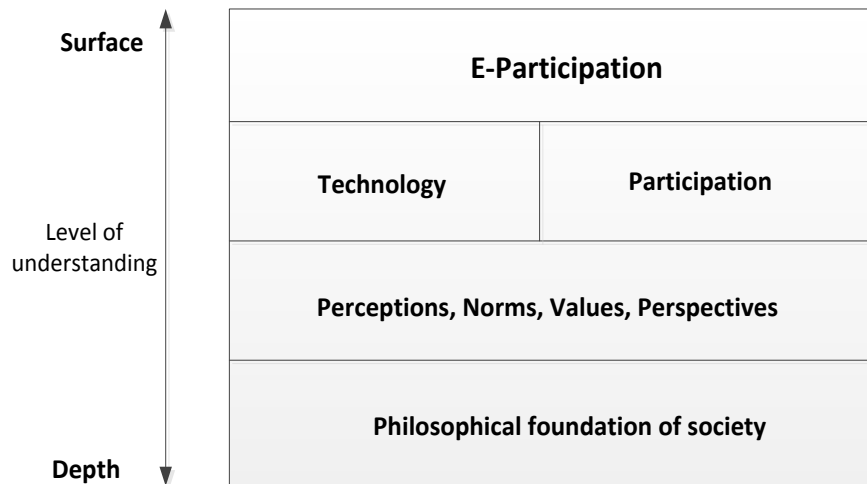 Surface
E-Participation
Technology
Participation
Level of
understanding
Perceptions, Norms, Values, Perspectives
Philosophical foundation of society
Depth